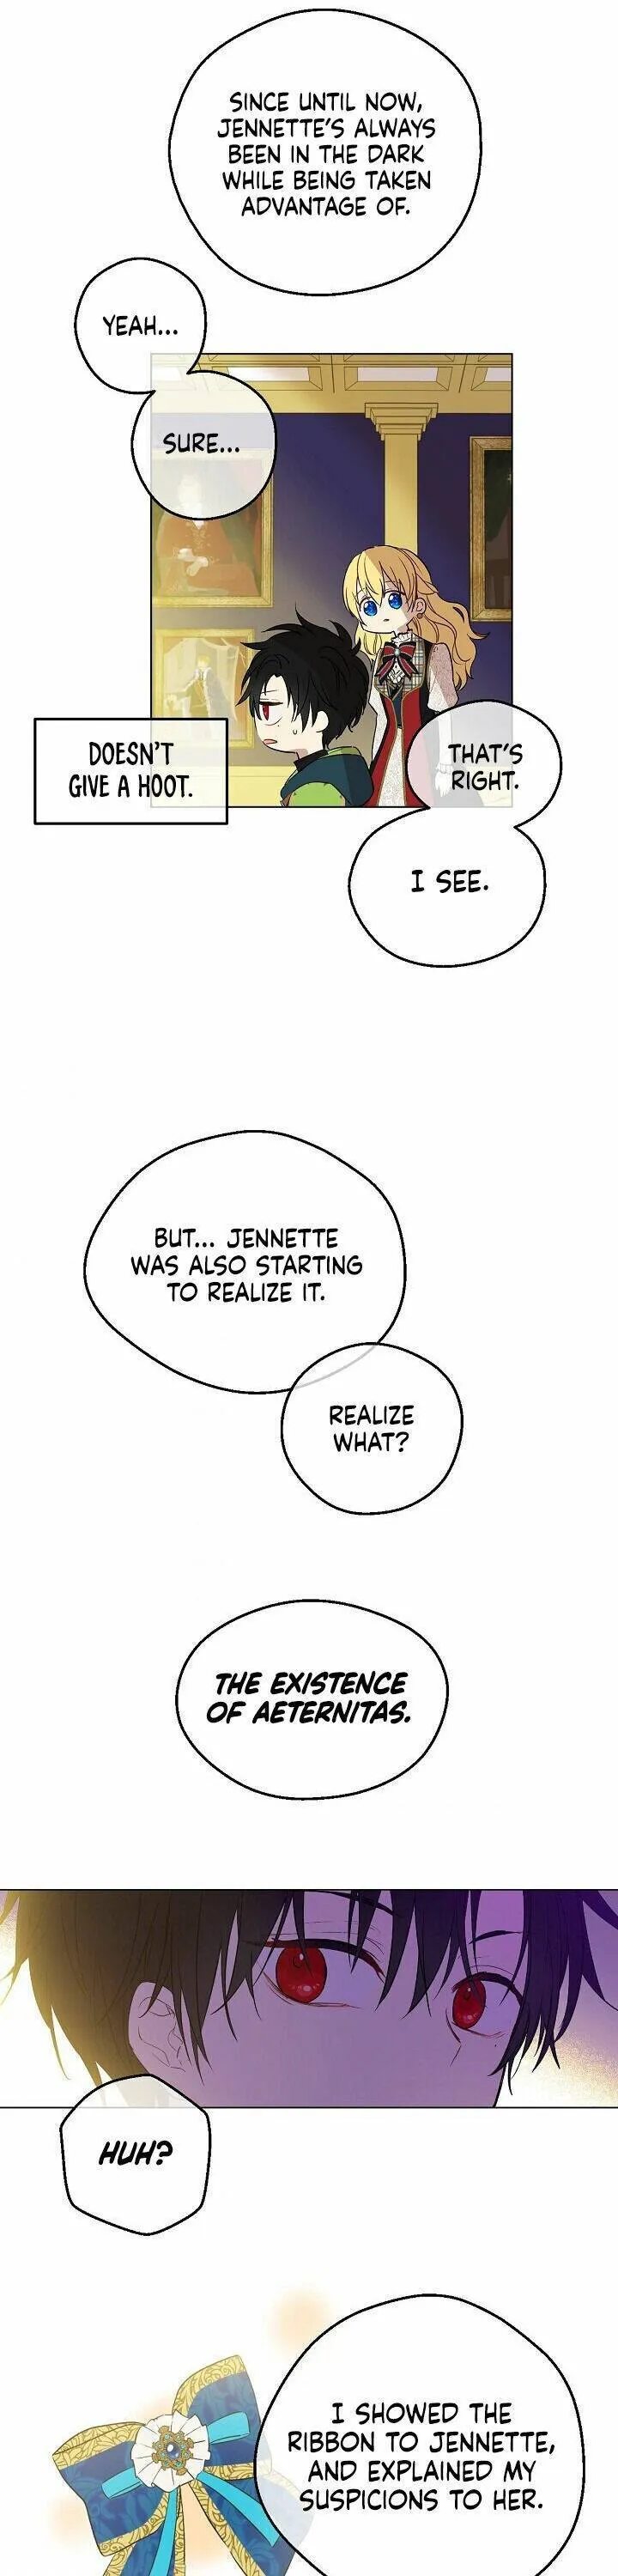 SINCE UNTIL NOW,
JENNETTE'S ALWAYS
BEEN IN THE DARK
WHILE BEING TAKEN
ADVANTAGE OF.
YEAH...
SURE...
DOESN'T
GIVE A HOOT.
THAT'S
RIGHT.
I SEE.
BUT... JENNETTE
WAS ALSO STARTING
TO REALIZE IT.
REALIZE
WHAT?
THE EXISTENCE
OF AETERNITAS.
HUH?
I SHOWED THE
RIBBON TO JENNETTE,
AND EXPLAINED MY
SUSPICIONS TO HER.